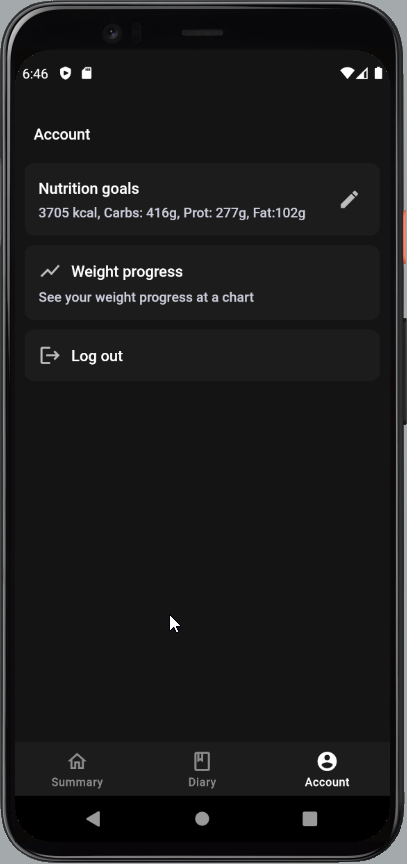 6:46
Account
Nutrition goals
3705 kcal, Carbs: 416g, Prot: 277g, Fat:102g
Weight progress
See your weight progress at a chart
Log out
Summary
Diary
Account